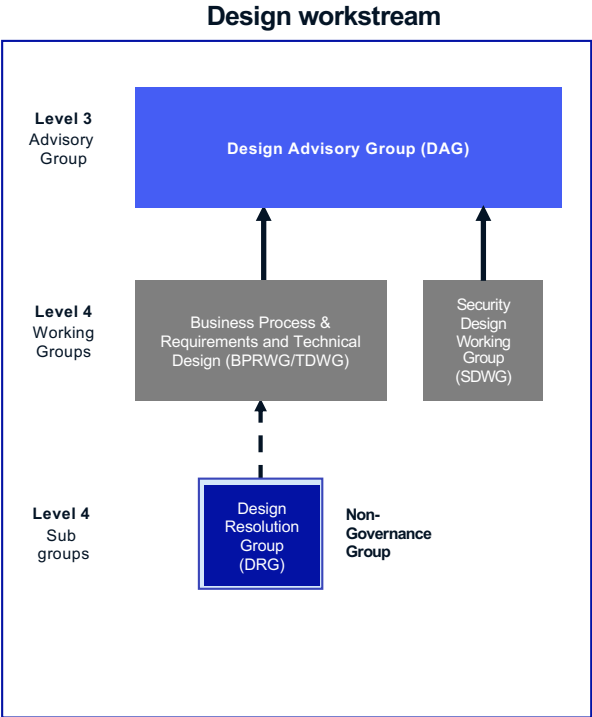 Design workstream
Level 3
Advisory
Group
Design Advisory Group (DAG)
Level 4
Working
Groups
Business Process &
Requirements and Technical
Design (BPRWG/TDWG)
Security
Design
Working
Group
(SDWG)
Level 4
Sub
groups
Design
Resolution
Group
(DRG)
Non-
Governance
Group